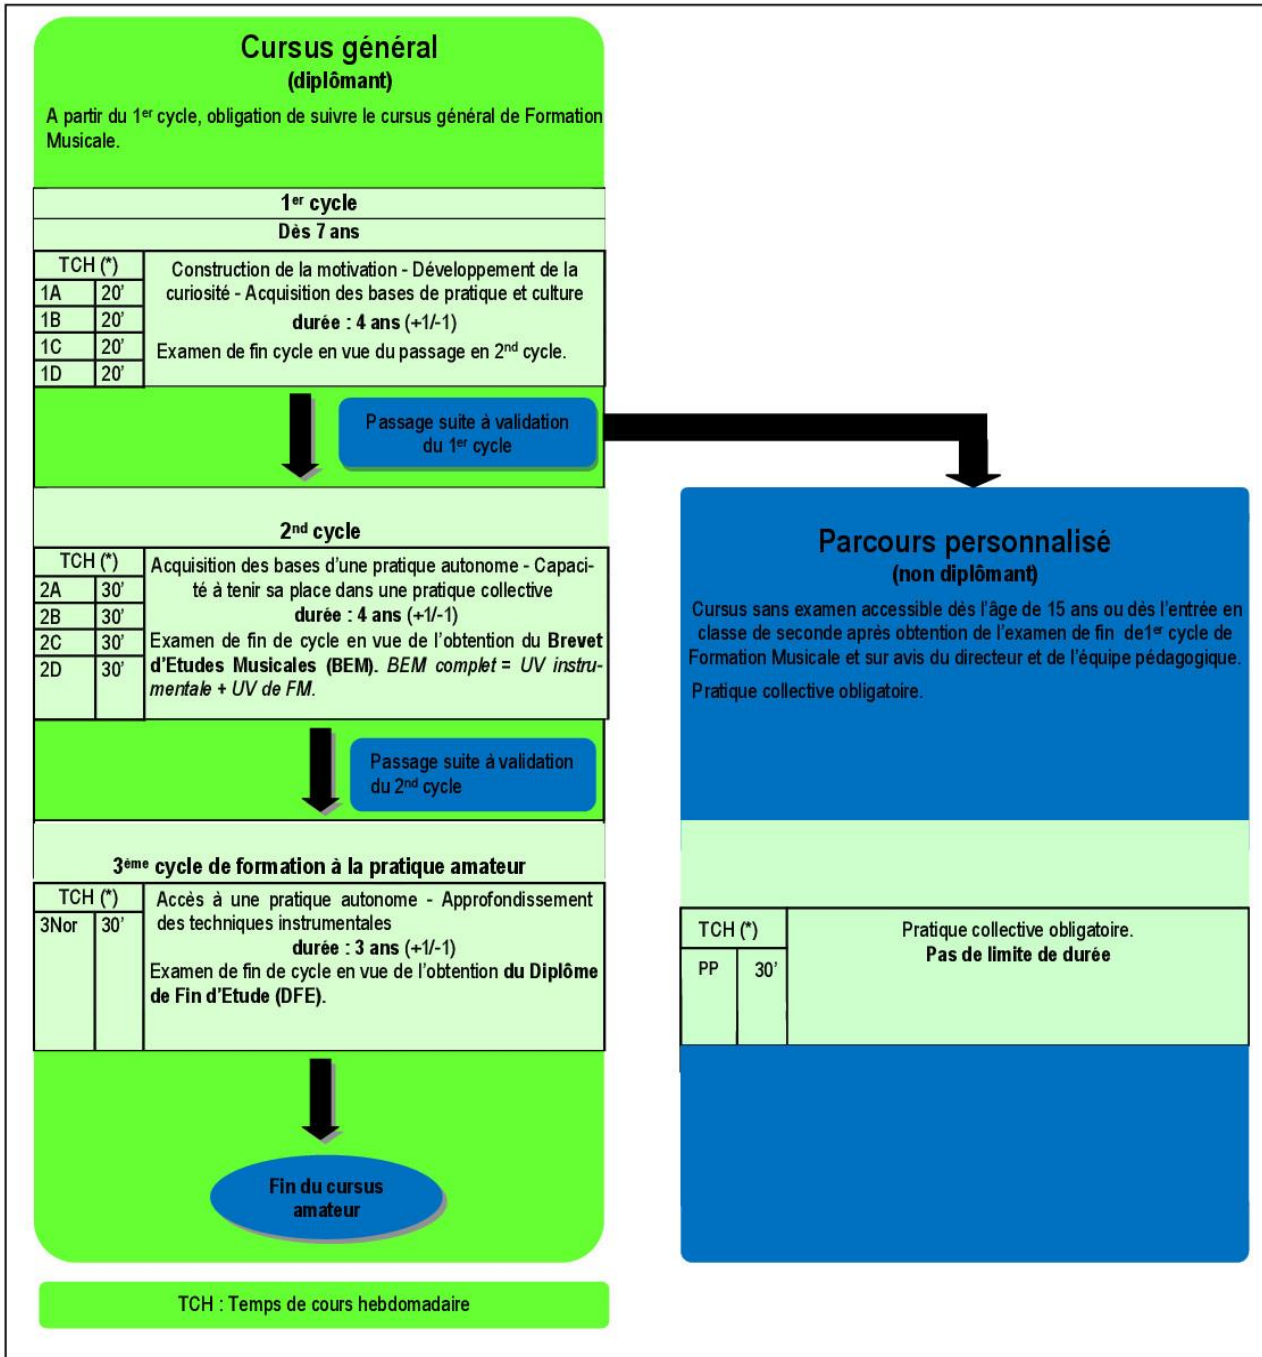 Cursus général
(diplômant)
A partir du 1er cycle, obligation de suivre le cursus général de Formation
Musicale.
1er cycle
Dès 7 ans
TCH (*)
1A 20’
1B 20’
1C 20’
1D 20’
Construction de la motivation - Développement de la
curiosité - Acquisition des bases de pratique et culture
durée : 4 ans (+1/-1)
Examen de fin cycle en vue du passage en 2nd cycle.
Passage suite à validation
du 1er cycle
2nd cycle
TCH (*)
2A 30’
2B 30’
2C 30’
2D 30’
Acquisition des bases d’une pratique autonome - Capaci-
té à tenir sa place dans une pratique collective
durée : 4 ans (+1/-1)
Examen de fin de cycle en vue de l’obtention du Brevet
d’Etudes Musicales (BEM). BEM complet = UV instru-
mentale + UV de FM.
Passage suite à validation
du 2nd cycle
3ème cycle de formation à la pratique amateur
TCH (*)
3Nor 30’
Accès à une pratique autonome - Approfondissement
des techniques instrumentales
durée : 3 ans (+1/-1)
Examen de fin de cycle en vue de l’obtention du Diplôme
de Fin d’Etude (DFE).
Fin du cursus
amateur
TCH : Temps de cours hebdomadaire
Parcours personnalisé
(non diplômant)
Cursus sans examen accessible dès l’âge de 15 ans ou dès l’entrée en
classe de seconde après obtention de l’examen de fin de1er cycle de
Formation Musicale et sur avis du directeur et de l’équipe pédagogique.
Pratique collective obligatoire.
TCH (*)
PP 30’
Pratique collective obligatoire.
Pas de limite de durée